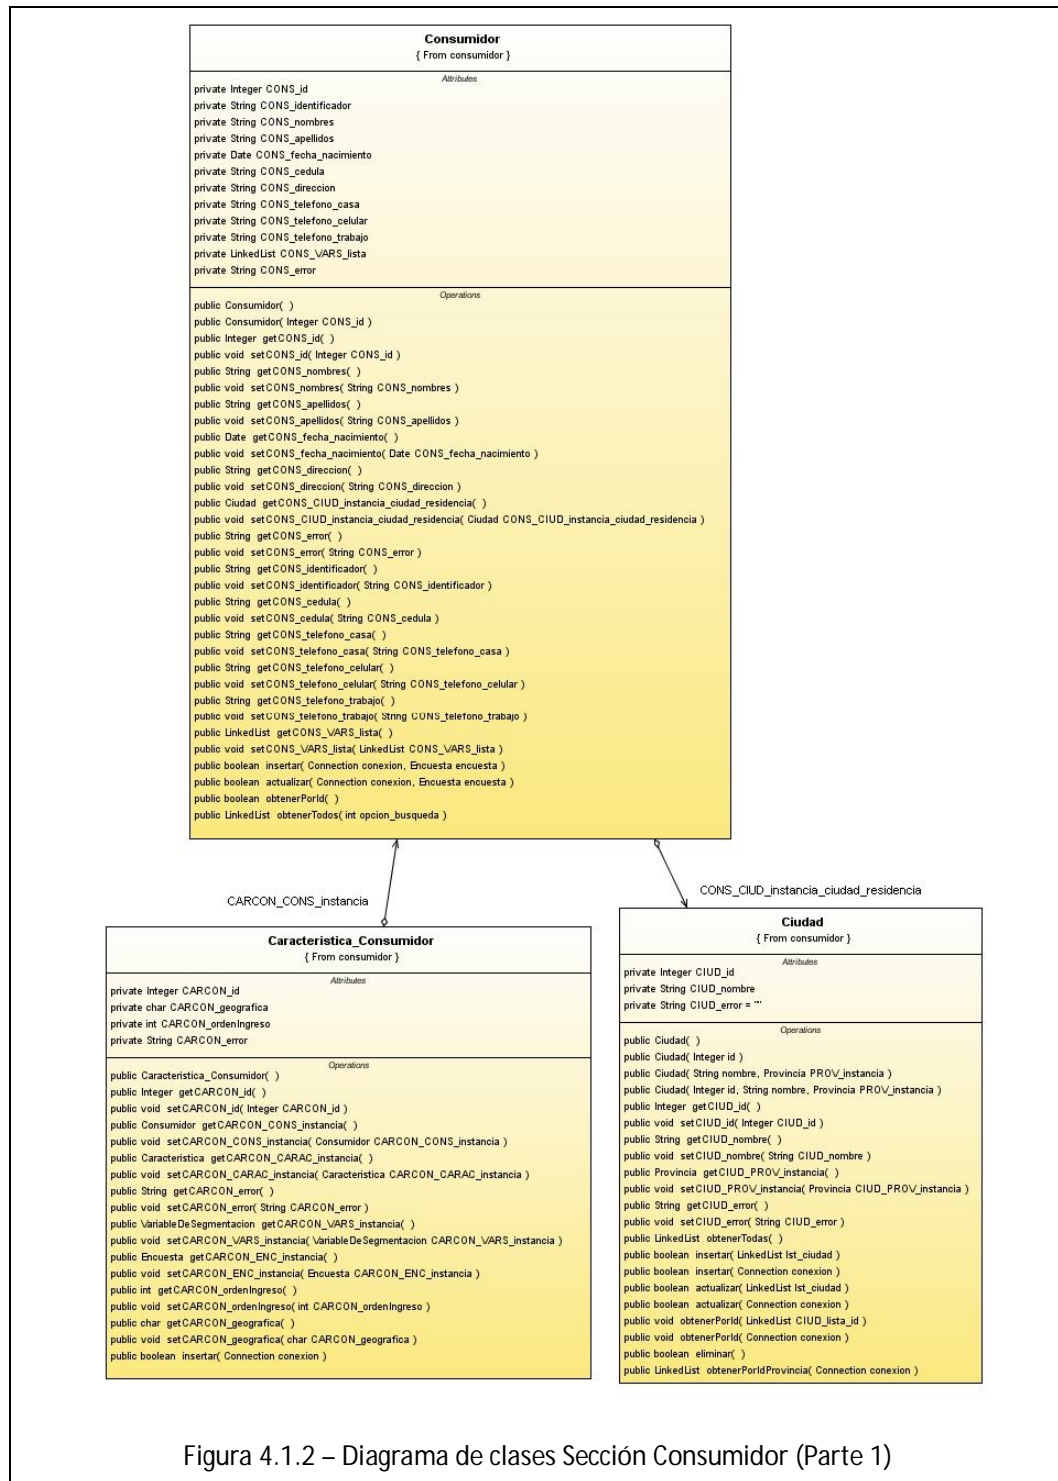 Consumidor
{ From consumidor }
Attributes
private Integer CONS_id
private String CONS_identificador
private String CONS_nombres
private String CONS_apellidos
private Date CONS_fecha_nacimiento
private String CONS_cedula
private String CONS_direccion
private String CONS_telefono_casa
private String CONS_telefono_celular
private String CONS_telefono_trabajo
private LinkedList CONS_VARS_lista
private String CONS_error
Operations
public Consumidor( )
public Consumidor( Integer CONS_id )
public Integer getCONS_id( )
public void setCONS_id( Integer CONS_id )
public String getCONS_nombres( )
public void setCONS_nombres( String CONS_nombres )
public String getCONS_apellidos( )
public void setCONS_apellidos( String CONS_apellidos )
public Date getCONS_fecha_nacimiento( )
public void setCONS_fecha_nacimiento( Date CONS_fecha_nacimiento )
public String getCONS_direccion( )
public void setCONS_direccion( String CONS_direccion )
public Ciudad getCONS_CIUD_instancia_ciudad_residencia( )
public void setCONS_CIUD_instancia_ciudad_residencia( Ciudad CONS_CIUD_instancia_ciudad_residencia )
public String getCONS_error( )
public void setCONS_error( String CONS_error )
public String getCONS_identificador( )
public void setCONS_identificador( String CONS_identificador )
public String getCONS_cedula( )
public void setCONS_cedula( String CONS_cedula )
public String getCONS_telefono_casa( )
public void setCONS_telefono_casa( String CONS_telefono_casa )
public String getCONS_telefono_celular( )
public void setCONS_telefono_celular( String CONS_telefono_celular )
public String getCONS_telefono_trabajo( )
public void setCONS_telefono_trabajo( String CONS_telefono_trabajo )
public LinkedList getCONS_VARS_lista( )
public void setCONS_VARS_lista( LinkedList CONS_VARS_lista )
public boolean insertar( Connection conexion, Encuesta encuesta )
public boolean actualizar( Connection conexion, Encuesta encuesta )
public boolean obtenerPorId( )
public LinkedList obtenerTodos( int opcion_busqueda )
CARCON_CONS_instancia
CONS_CIUD_instancia_ciudad_residencia
Caracteristica_Consumidor
{ From consumidor }
Attributes
private Integer CARCON_id
private char CARCON_geografica
private int CARCON_ordenIngreso
private String CARCON_error
Operations
public Caracteristica_Consumidor( )
public Integer getCARCON_id( )
public void setCARCON_id( Integer CARCON_id )
public Consumidor getCARCON_CONS_instancia( )
public void setCARCON_CONS_instancia( Consumidor CARCON_CONS_instancia )
public Caracteristica getCARCON_CARAC_instancia( )
public void setCARCON_CARAC_instancia( Caracteristica CARCON_CARAC_instancia )
public String getCARCON_error( )
public void setCARCON_error( String CARCON_error )
public VariableDeSegmentacion getCARCON_VARS_instancia( )
public void setCARCON_VARS_instancia( VariableDeSegmentacion CARCON_VARS_instancia )
public Encuesta getCARCON_ENC_instancia( )
public void setCARCON_ENC_instancia( Encuesta CARCON_ENC_instancia )
public int getCARCON_ordenIngreso( )
public void setCARCON_ordenIngreso( int CARCON_ordenIngreso )
public char getCARCON_geografica( )
public void setCARCON_geografica( char CARCON_geografica )
public boolean insertar( Connection conexion )
Ciudad
{ From consumidor }
Attributes
private Integer CIUD_id
private String CIUD_nombre
private String CIUD_error = ""
Operations
public Ciudad( )
public Ciudad( Integer id )
public Ciudad( String nombre, Provincia PROV_instancia )
public Ciudad( Integer id, String nombre, Provincia PROV_instancia )
public Integer getCIUD_id( )
public void setCIUD_id( Integer CIUD_id )
public String getCIUD_nombre( )
public void setCIUD_nombre( String CIUD_nombre )
public Provincia getCIUD_PROV_instancia( )
public void setCIUD_PROV_instancia( Provincia CIUD_PROV_instancia )
public String getCIUD_error( )
public void setCIUD_error( String CIUD_error )
public LinkedList obtenerTodas( )
public boolean insertar( LinkedList lst_ciudad )
public boolean insertar( Connection conexion )
public boolean actualizar( LinkedList lst_ciudad )
public boolean actualizar( Connection conexion )
public void obtenerPorId( LinkedList CIUD_lista_id )
public void obtenerPorId( Connection conexion )
public boolean eliminar( )
public LinkedList obtenerPorIdProvincia( Connection conexion )
Figura 4.1.2 – Diagrama de clases Sección Consumidor (Parte 1)